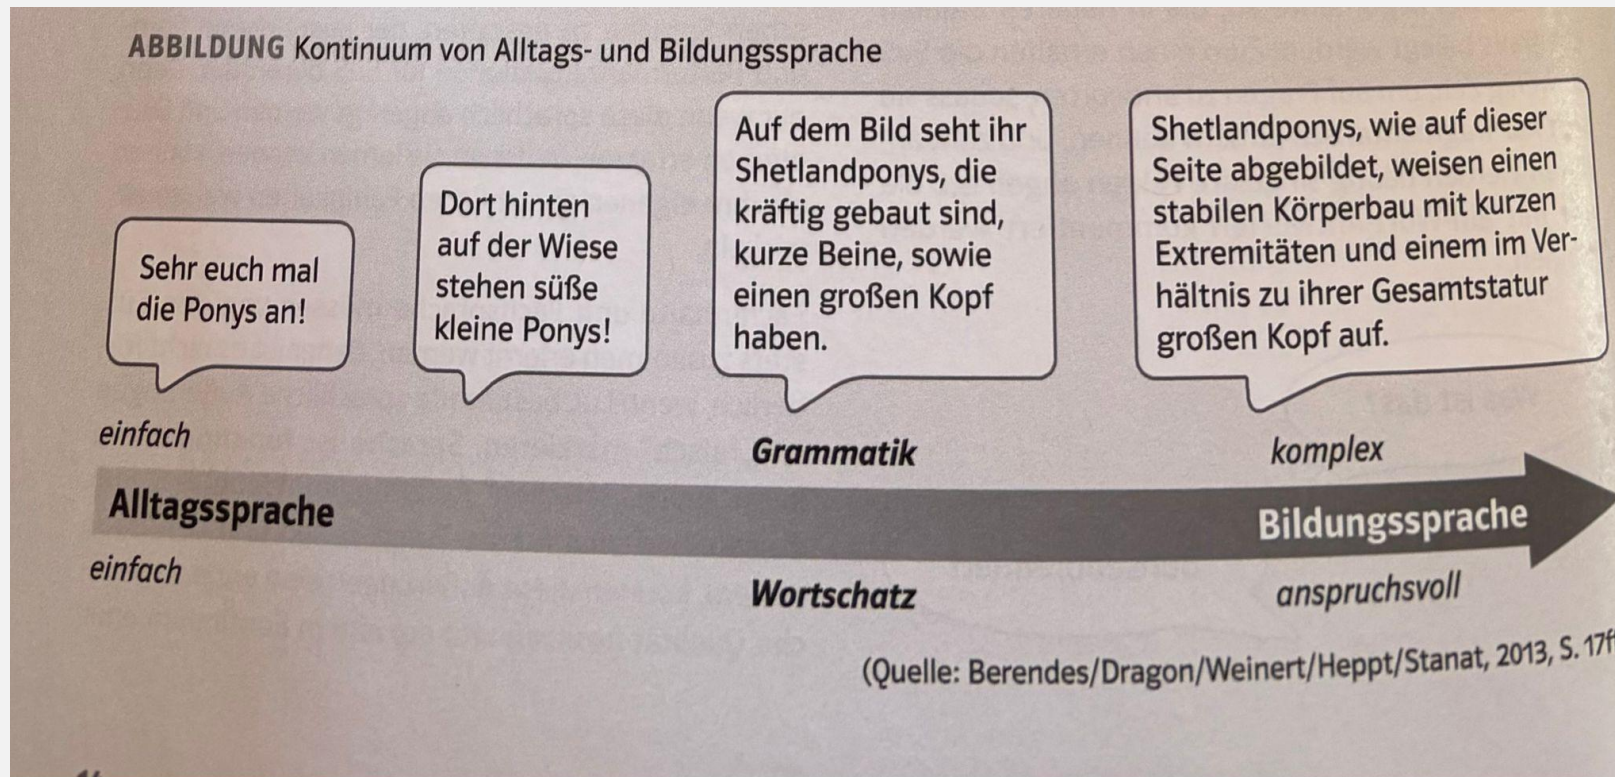 ABBILDUNG Kontinuum von Alltags- und Bildungssprache
Sehr euch mal
die Ponys an!
Dort hinten
auf der Wiese
stehen süße
kleine Ponys!
Auf dem Bild seht ihr
Shetlandponys, die
kräftig gebaut sind,
kurze Beine, sowie
einen großen Kopf
haben.
Shetlandponys, wie auf dieser
Seite abgebildet, weisen einen
stabilen Körperbau mit kurzen
Extremitäten und einem im Ver-
hältnis zu ihrer Gesamtstatur
großen Kopf auf.
einfach
Grammatik
komplex
Alltagssprache
Bildungssprache
einfach
Wortschatz
anspruchsvoll
(Quelle: Berendes/Dragon/Weinert/Heppt/Stanat, 2013, S. 17f